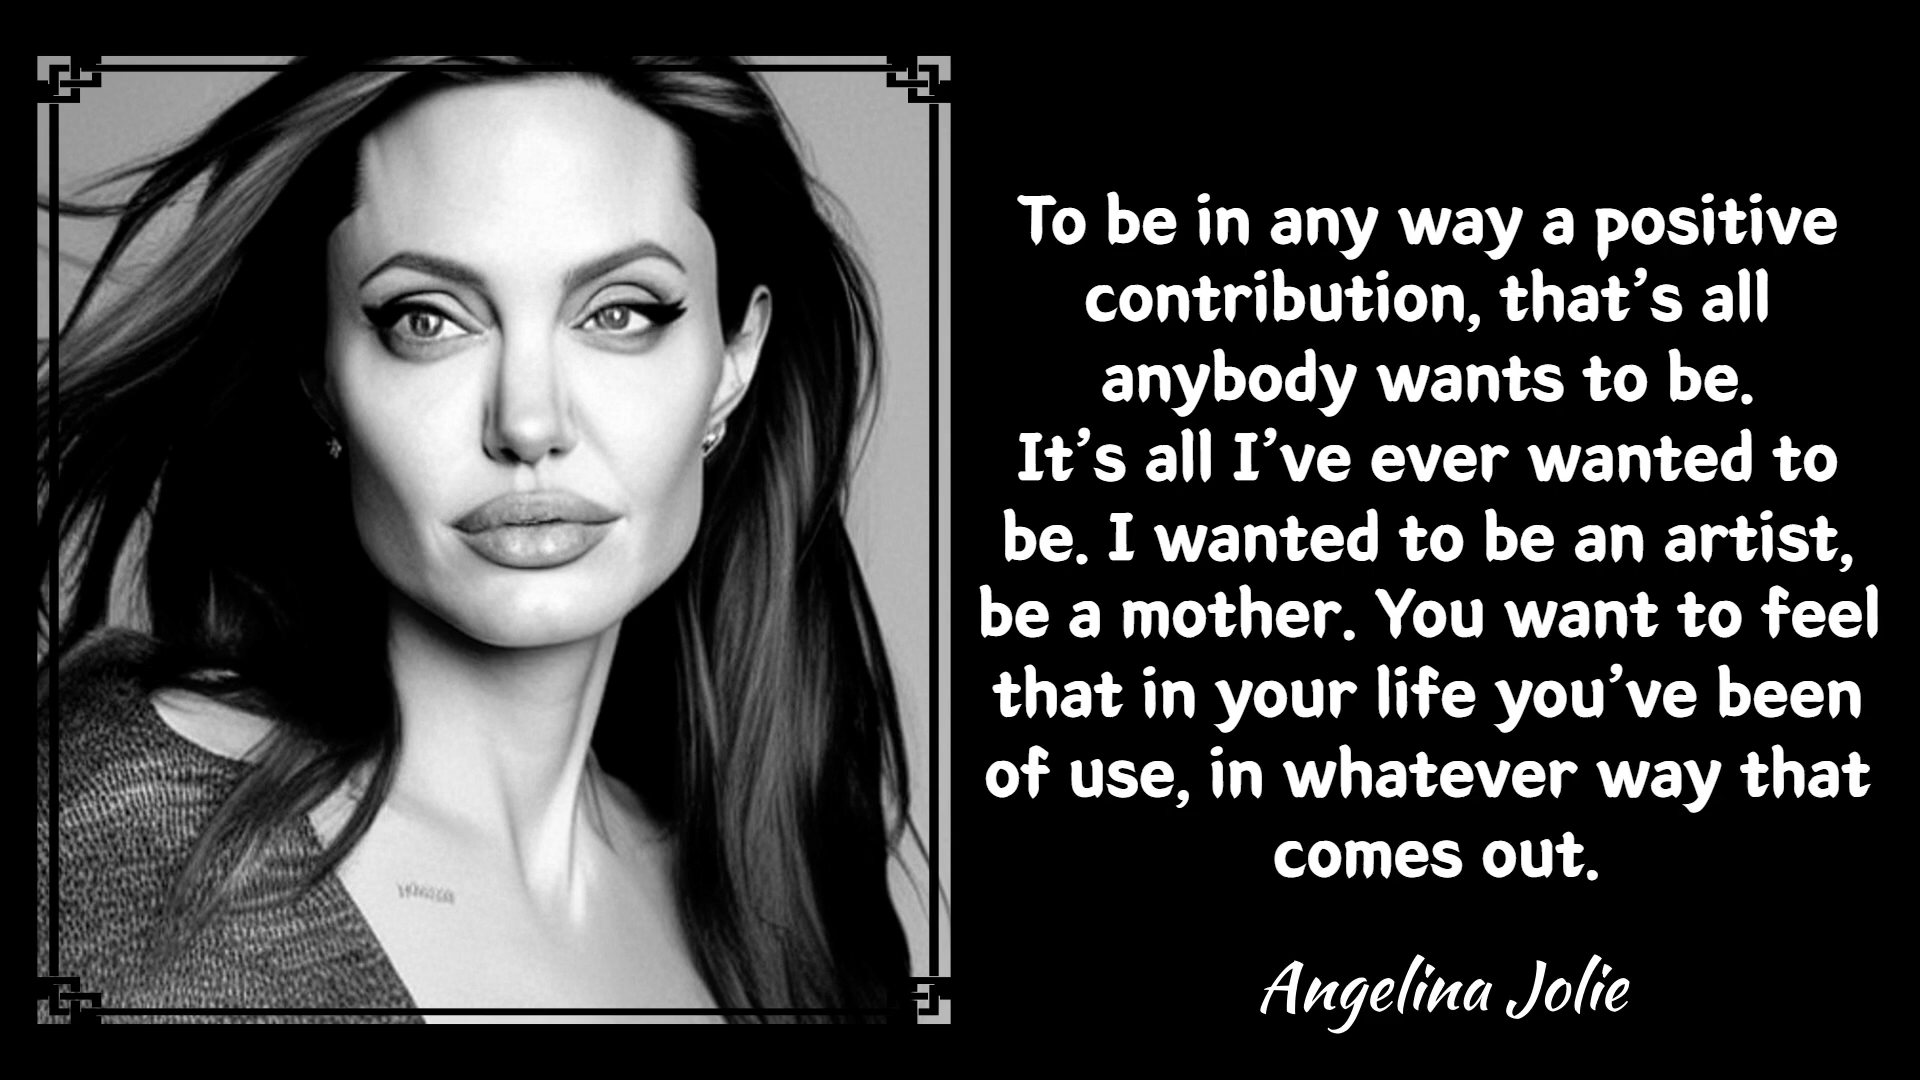 To be in any way a positive
contribution, that's all
anybody wants to be.
It's all I've ever wanted to
be. I wanted to be an artist,
be a mother. You want to feel
that in your life you've been
of use, in whatever way that
comes out.
Angelina Jolie